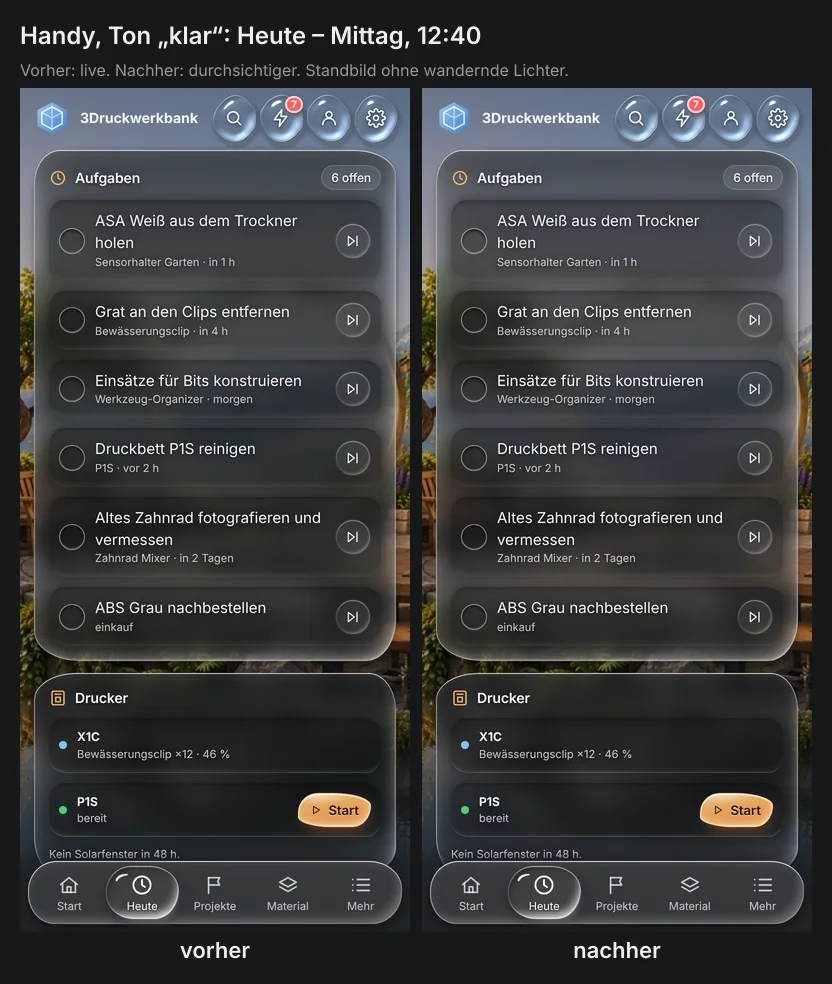 Handy, Ton „klar“: Heute – Mittag, 12:40
Vorher: live. Nachher: durchsichtiger. Standbild ohne wandernde Lichter.
3Druckwerkbank
7
Aufgaben
6 offen
ASA Weiß aus dem Trockner
holen
Sensorhalter Garten · in 1 h
Grat an den Clips entfernen
Bewässerungsclip · in 4 h
Einsätze für Bits konstruieren
Werkzeug-Organizer · morgen
Druckbett P1S reinigen
P1S · vor 2 h
Altes Zahnrad fotografieren und
vermessen
Zahnrad Mixer · in 2 Tagen
ABS Grau nachbestellen
einkauf
Drucker
X1C
Bewässerungsclip ×12 · 46 %
P1S
bereit
Start
Kein Solarfenster in 48 h.
Start
Heute
Projekte
Material
Mehr
vorher
3Druckwerkbank
7
Aufgaben
6 offen
ASA Weiß aus dem Trockner
holen
Sensorhalter Garten · in 1 h
Grat an den Clips entfernen
Bewässerungsclip · in 4 h
Einsätze für Bits konstruieren
Werkzeug-Organizer · morgen
Druckbett P1S reinigen
P1S · vor 2 h
Altes Zahnrad fotografieren und
vermessen
Zahnrad Mixer · in 2 Tagen
ABS Grau nachbestellen
einkauf
Drucker
X1C
Bewässerungsclip ×12 · 46 %
P1S
bereit
Start
Kein Solarfenster in 48 h.
Start
Heute
Projekte
Material
Mehr
nachher